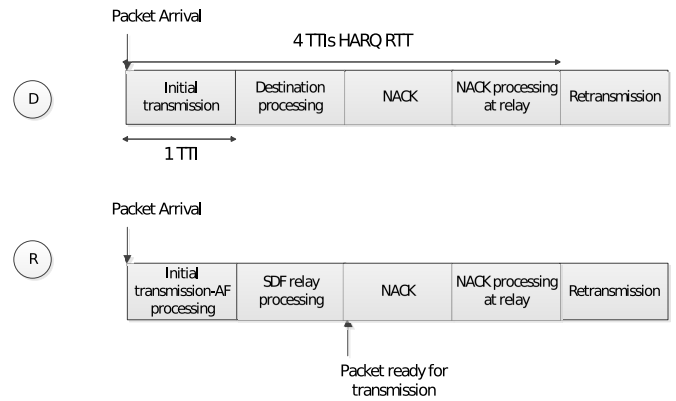 Packet Arrival
4 TTIs HARQ RTT
D
Initial
transmission
Destination
processing
NACK
NACK processing
at relay
Retransmission
1 TTI
Packet Arrival
R
Initial
transmission-AF
processing
SDF relay
processing
NACK
NACK processing
at relay
Retransmission
Packet ready for
transmission